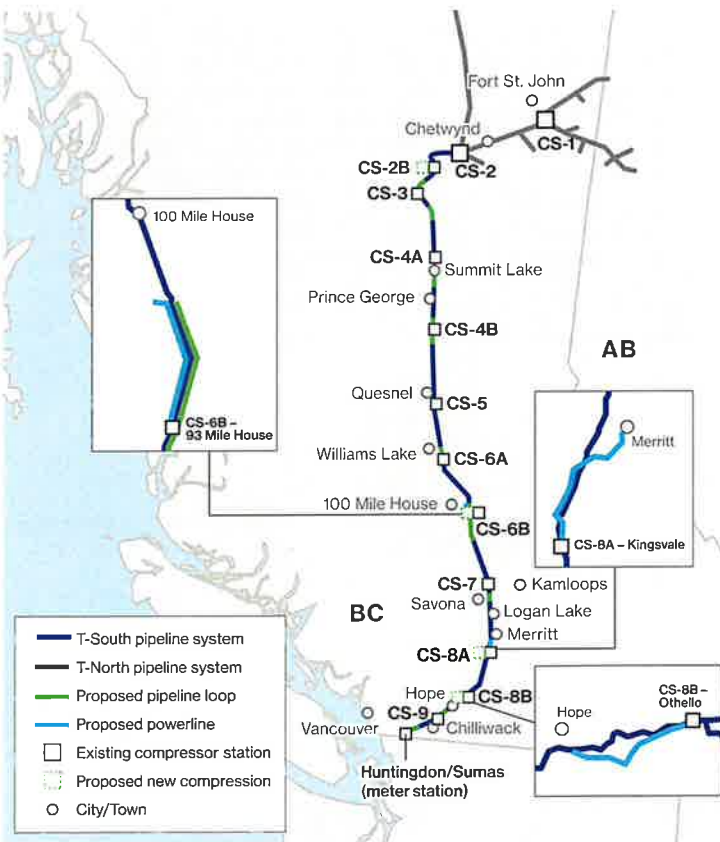 Fort St. John
Chetwynd
CS-1
CS-2B
CS-2
CS-3
100 Mile House
CS-4A
Summit Lake
Prince George
CS-4B
AB
Quesnel
CS-5
CS-6B –
93 Mile House
Merritt
Williams Lake
CS-6A
100 Mile House
CS-6B
CS-8A – Kingsvale
CS-7
Kamloops
Savona
BC
Logan Lake
Merritt
CS-8A
T-South pipeline system
T-North pipeline system
Proposed pipeline loop
Proposed powerline
Existing compressor station
Proposed new compression
City/Town
Hope
CS-8B
CS-9
Vancouver
Chilliwack
Huntingdon/Sumas
(meter station)
CS-8B –
Othello
Hope